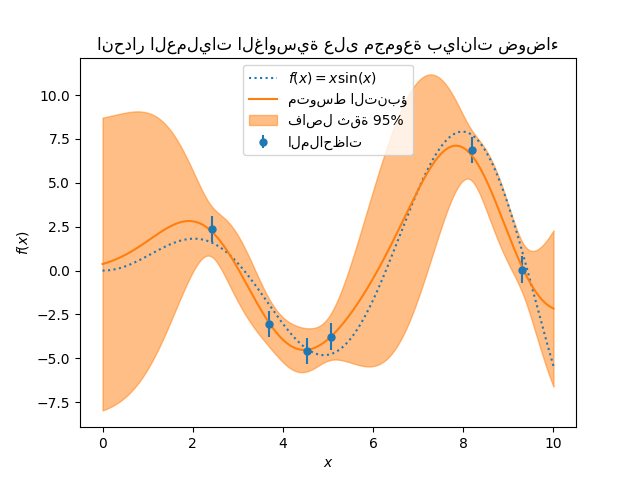 انحدار العمليات الغاوسية على مجموعة بيانات ضوضاء
f(x) = x sin(x)
متوسط التنبؤ
فاصل ثقة 95%
الملاحظات
f(x)
10.0
7.5
5.0
2.5
0.0
−2.5
−5.0
−7.5
0 2 4 6 8 10
x